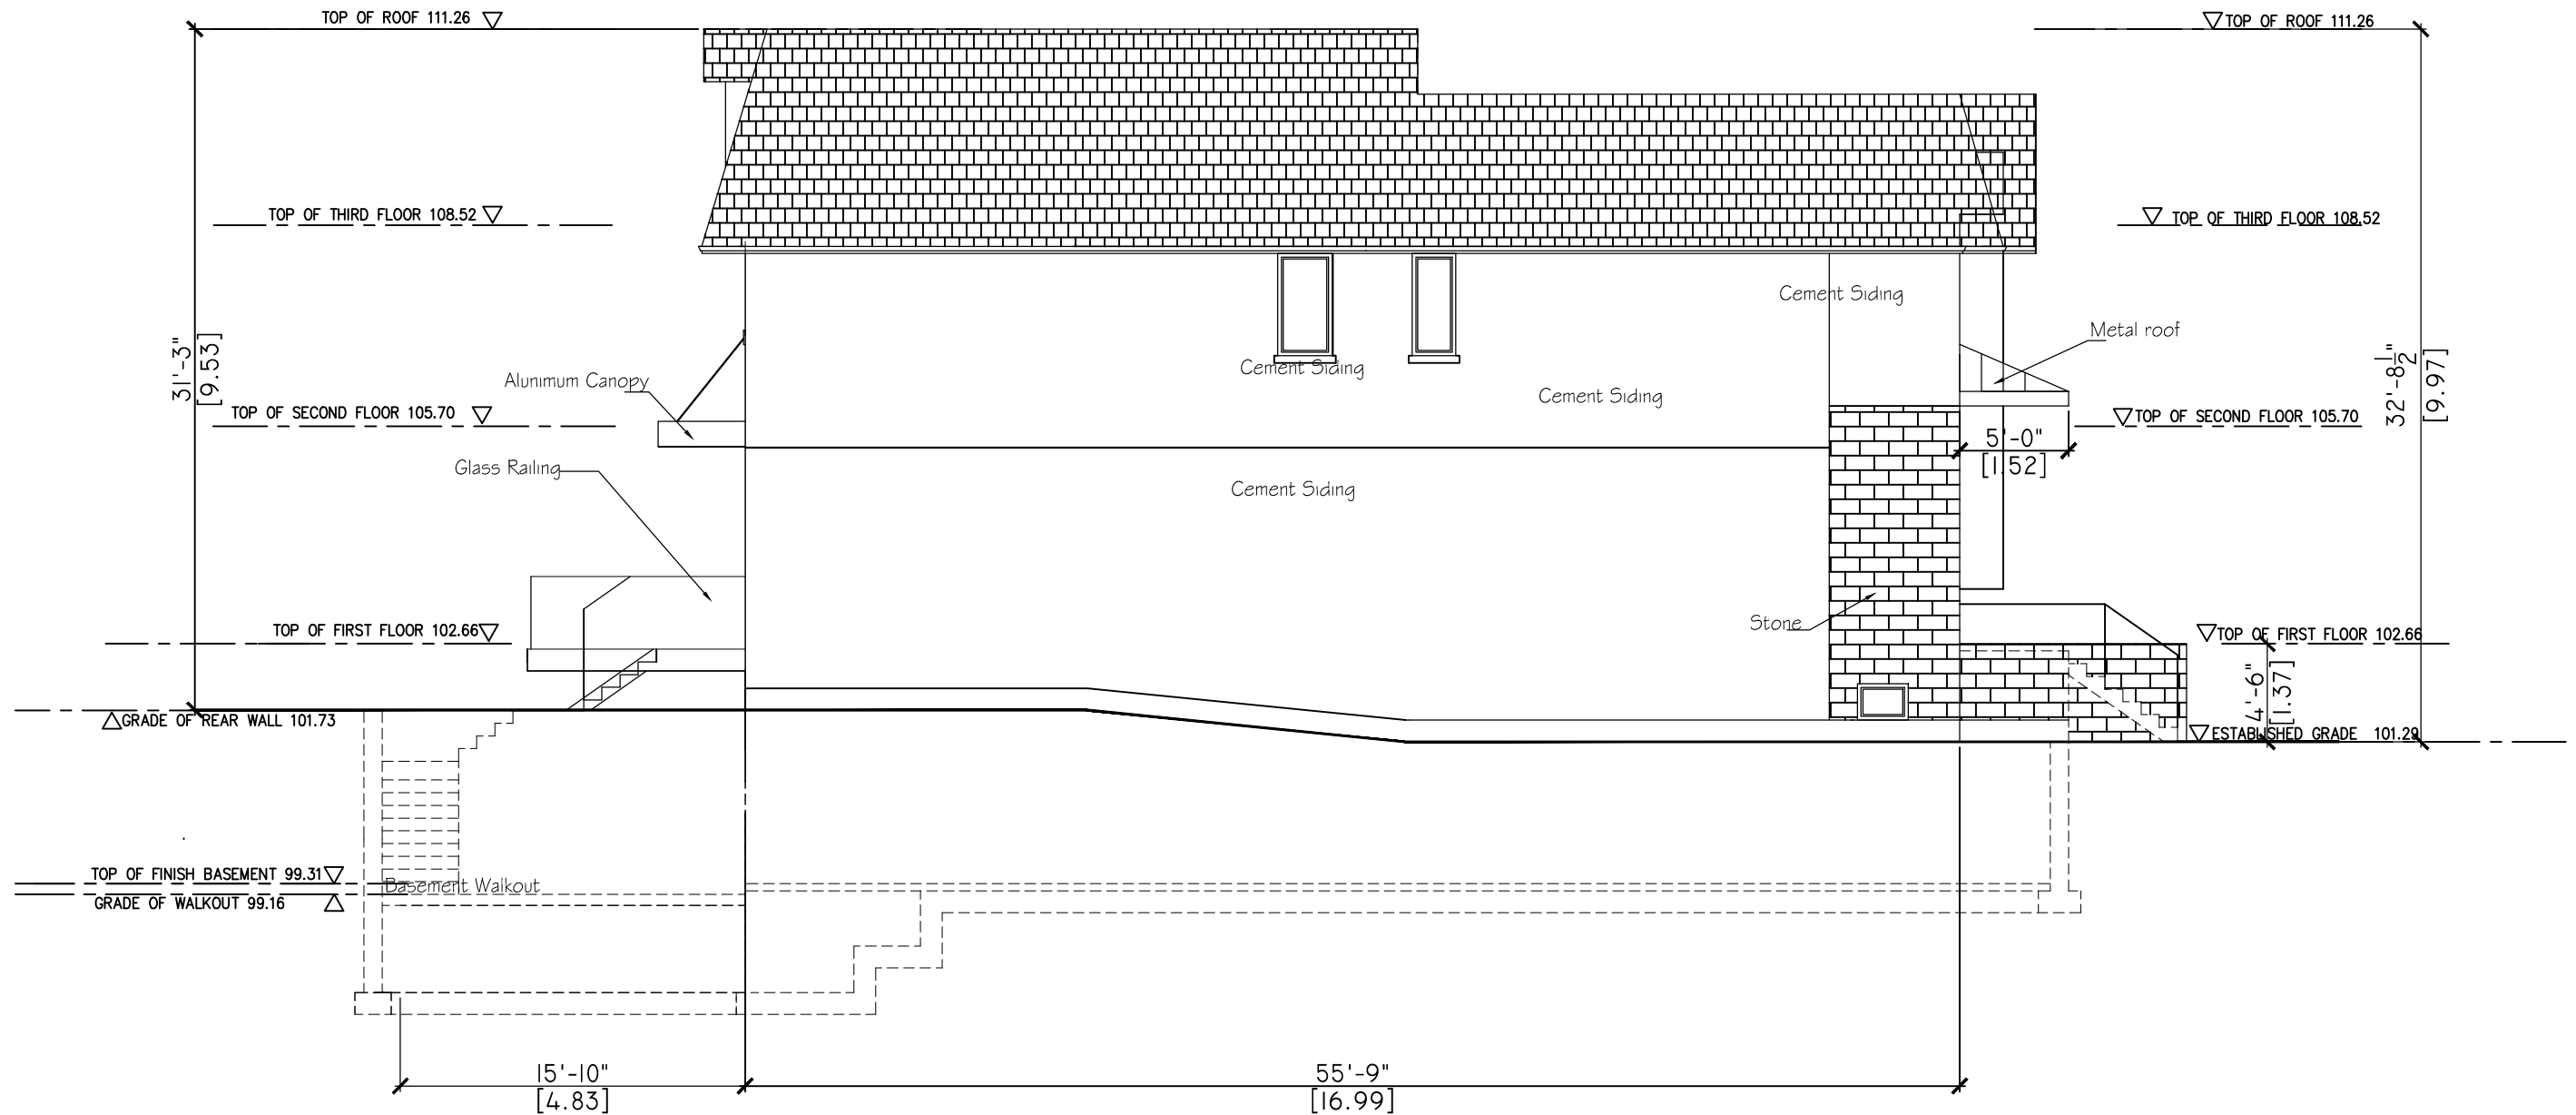 TOP OF ROOF 111.26
TOP OF ROOF 111.26
TOP OF THIRD FLOOR 108.52
TOP OF THIRD FLOOR 108.52
Cement Siding
Metal roof
31'-3"
[9.53]
32'-8 1/2"
[9.97]
Cement Siding
Alunimum Canopy
Cement Siding
TOP OF SECOND FLOOR 105.70
TOP OF SECOND FLOOR 105.70
5'-0"
[1.52]
Glass Railing
Cement Siding
Stone
TOP OF FIRST FLOOR 102.66
TOP OF FIRST FLOOR 102.66
4'-6"
[1.37]
GRADE OF REAR WALL 101.73
ESTABLISHED GRADE 101.29
TOP OF FINISH BASEMENT 99.31
Basement Walkout
GRADE OF WALKOUT 99.16
15'-10"
[4.83]
55'-9"
[16.99]